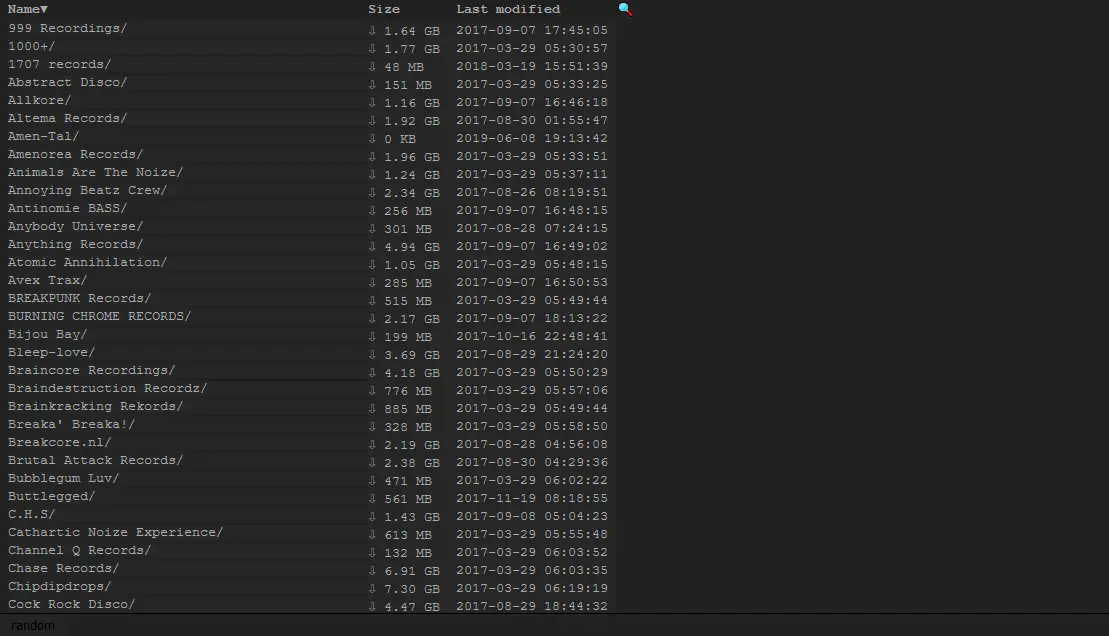 Name▼ Size Last modified
999 Recordings/ ⇩ 1.64 GB 2017-09-07 17:45:05
1000+/ ⇩ 1.77 GB 2017-03-29 05:30:57
1707 records/ ⇩ 48 MB 2018-03-19 15:51:39
Abstract Disco/ ⇩ 151 MB 2017-03-29 05:33:25
Allkore/ ⇩ 1.16 GB 2017-09-07 16:46:18
Altema Records/ ⇩ 1.92 GB 2017-08-30 01:55:47
Amen-Tal/ ⇩ 0 KB 2019-06-08 19:13:42
Amenorea Records/ ⇩ 1.96 GB 2017-03-29 05:33:51
Animals Are The Noize/ ⇩ 1.24 GB 2017-03-29 05:37:11
Annoying Beatz Crew/ ⇩ 2.34 GB 2017-08-26 08:19:51
Antinomie BASS/ ⇩ 256 MB 2017-09-07 16:48:15
Anybody Universe/ ⇩ 301 MB 2017-08-28 07:24:15
Anything Records/ ⇩ 4.94 GB 2017-09-07 16:49:02
Atomic Annihilation/ ⇩ 1.05 GB 2017-03-29 05:48:15
Avex Trax/ ⇩ 285 MB 2017-09-07 16:50:53
BREAKPUNK Records/ ⇩ 515 MB 2017-03-29 05:49:44
BURNING CHROME RECORDS/ ⇩ 2.17 GB 2017-09-07 18:13:22
Bijou Bay/ ⇩ 199 MB 2017-10-16 22:48:41
Bleep-love/ ⇩ 3.69 GB 2017-08-29 21:24:20
Braincore Recordings/ ⇩ 4.18 GB 2017-03-29 05:50:29
Braindestruction Recordz/ ⇩ 776 MB 2017-03-29 05:57:06
Brainkracking Rekords/ ⇩ 885 MB 2017-03-29 05:49:44
Breaka' Breaka!/ ⇩ 328 MB 2017-03-29 05:58:50
Breakcore.nl/ ⇩ 2.19 GB 2017-08-28 04:56:08
Brutal Attack Records/ ⇩ 2.38 GB 2017-08-30 04:29:36
Bubblegum Luv/ ⇩ 471 MB 2017-03-29 06:02:22
Buttlegged/ ⇩ 561 MB 2017-11-19 08:18:55
C.H.S/ ⇩ 1.43 GB 2017-09-08 05:04:23
Cathartic Noize Experience/ ⇩ 613 MB 2017-03-29 05:55:48
Channel Q Records/ ⇩ 132 MB 2017-03-29 06:03:52
Chase Records/ ⇩ 6.91 GB 2017-03-29 06:03:35
Chipdipdrops/ ⇩ 7.30 GB 2017-03-29 06:19:19
Cock Rock Disco/ ⇩ 4.47 GB 2017-08-29 18:44:32
random